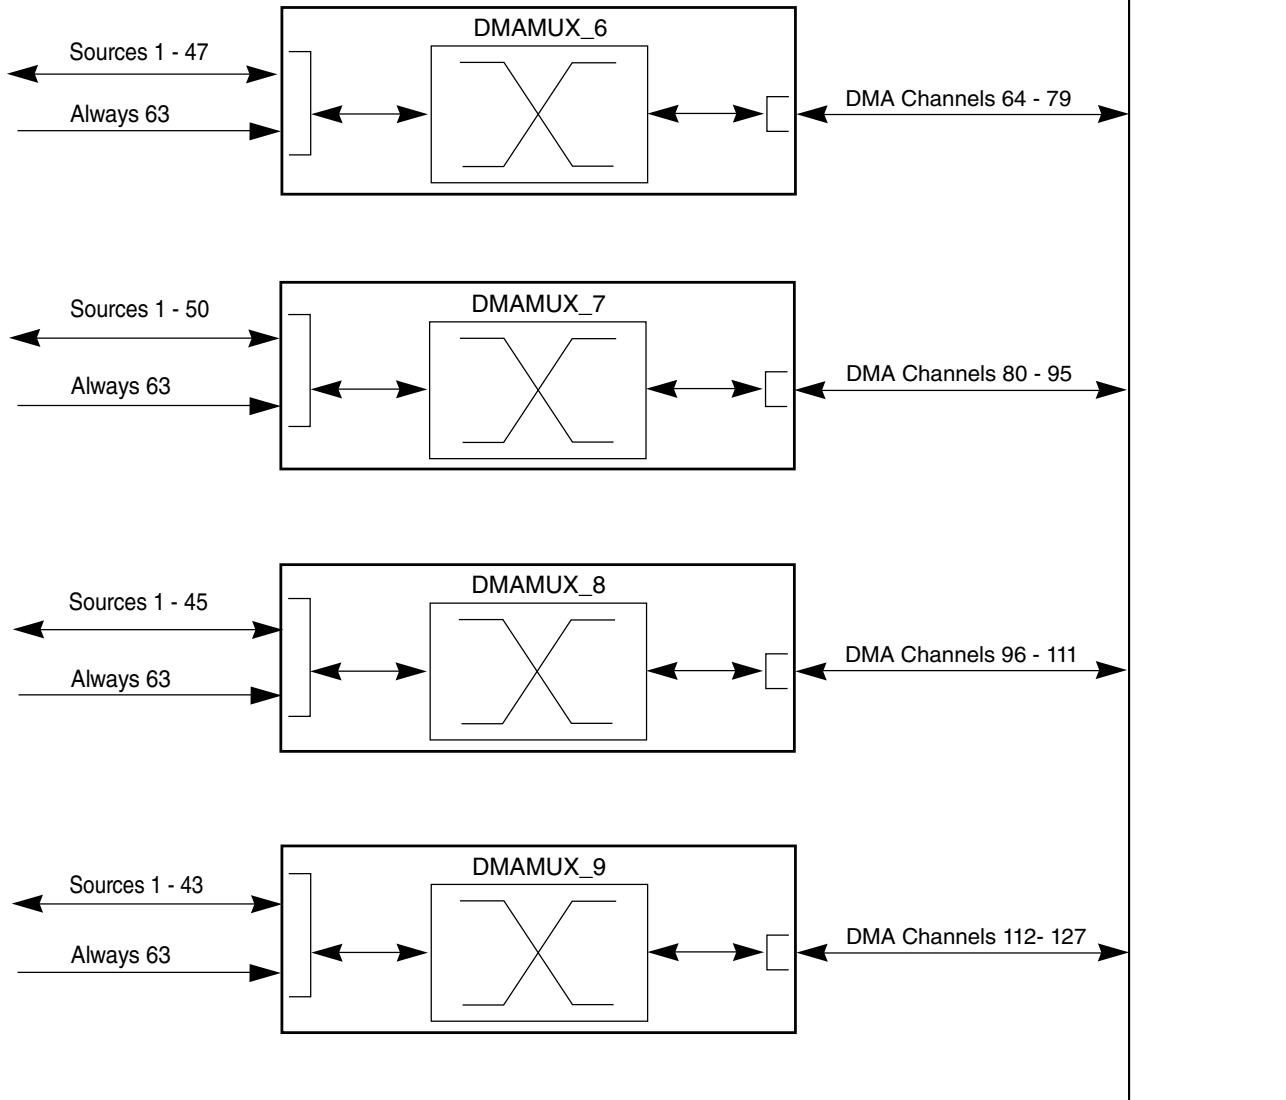 DMAMUX_6
Sources 1 - 47
Always 63
DMA Channels 64 - 79
DMAMUX_7
Sources 1 - 50
Always 63
DMA Channels 80 - 95
DMAMUX_8
Sources 1 - 45
Always 63
DMA Channels 96 - 111
DMAMUX_9
Sources 1 - 43
Always 63
DMA Channels 112- 127